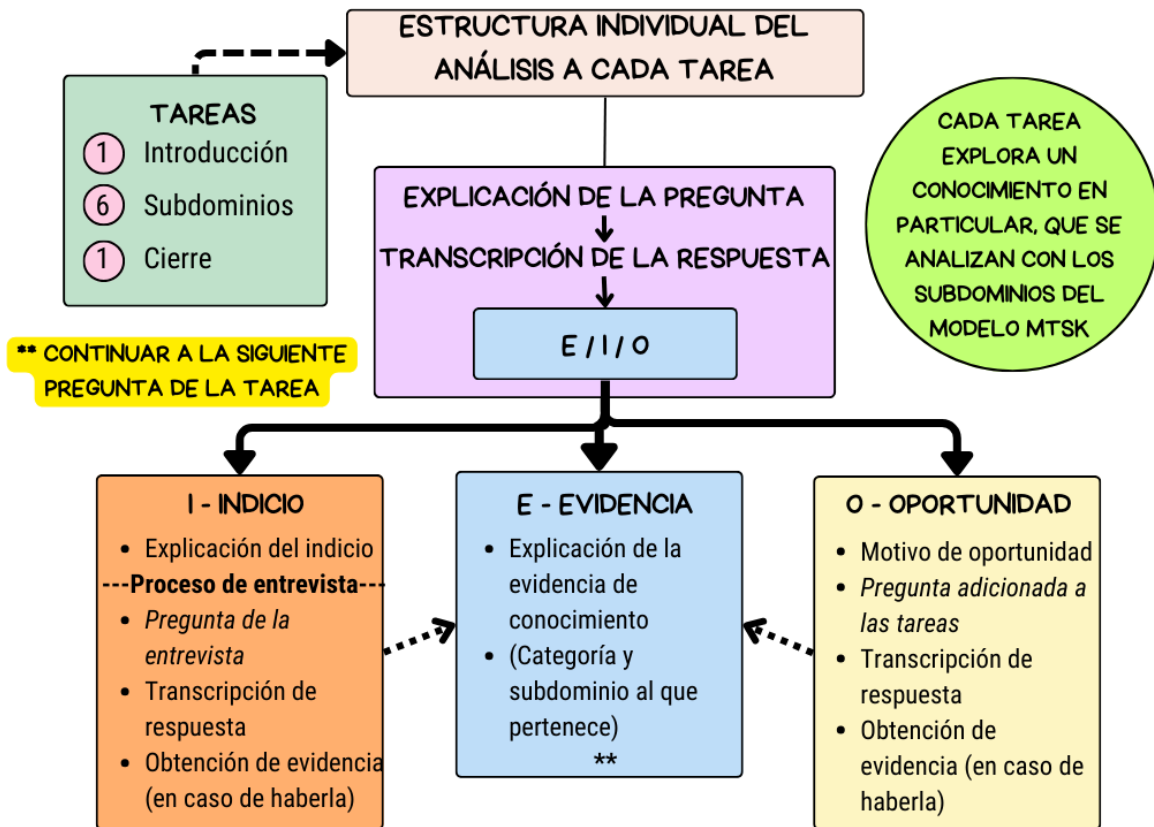 ESTRUCTURA INDIVIDUAL DEL
ANÁLISIS A CADA TAREA
TAREAS
1 Introducción
6 Subdominios
1 Cierre
EXPLICACIÓN DE LA PREGUNTA
TRANSCRIPCIÓN DE LA RESPUESTA
E / I / O
CADA TAREA
EXPLORA UN
CONOCIMIENTO EN
PARTICULAR, QUE SE
ANALIZAN CON LOS
SUBDOMINIOS DEL
MODELO MTSK
** CONTINUAR A LA SIGUIENTE
PREGUNTA DE LA TAREA
I - INDICIO
• Explicación del indicio
---Proceso de entrevista---
• Pregunta de la
entrevista
• Transcripción de
respuesta
• Obtención de evidencia
(en caso de haberla)
E - EVIDENCIA
• Explicación de la
evidencia de
conocimiento
• (Categoría y
subdominio al que
pertenece)
**
O - OPORTUNIDAD
• Motivo de oportunidad
• Pregunta adicionada a
las tareas
• Transcripción de
respuesta
• Obtención de
evidencia (en caso de
haberla)